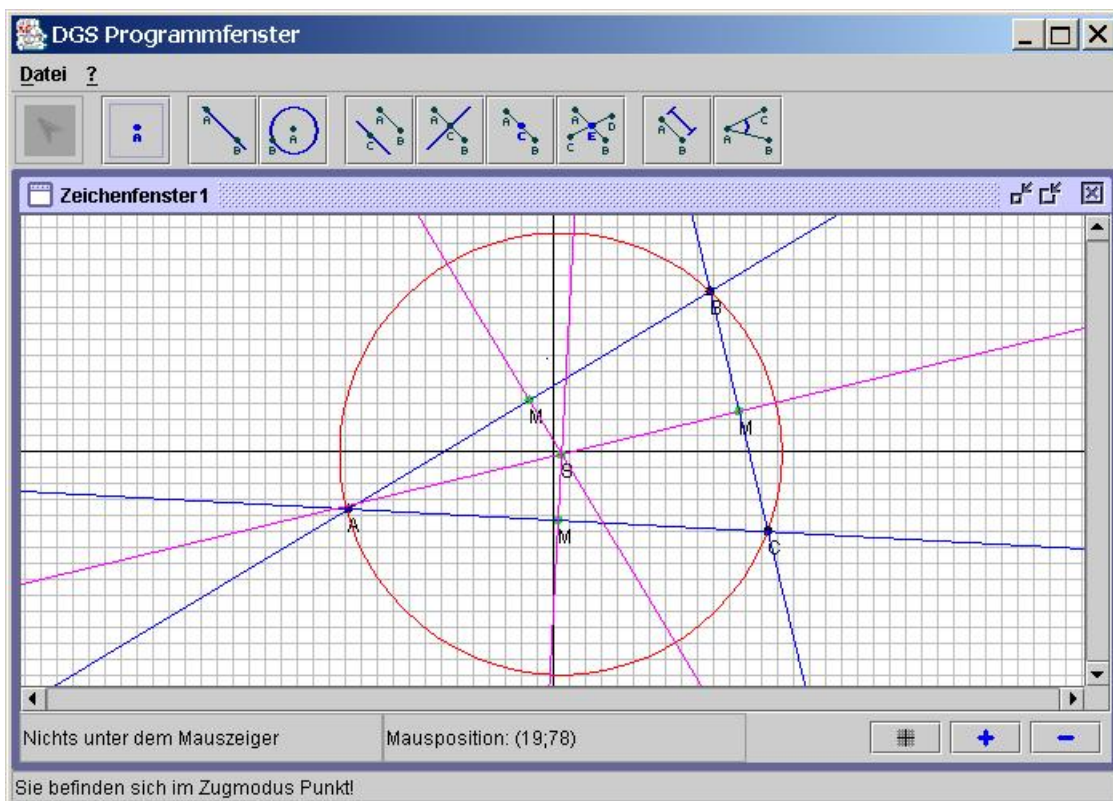 DGS Programmfenster
Datei ?
A A B B A C A B A C B A C B A C E D B A B A C B
Zeichenfenster1
B
M
M
S
A
M
C
Nichts unter dem Mauszeiger Mausposition: (19;78)
Sie befinden sich im Zugmodus Punkt!